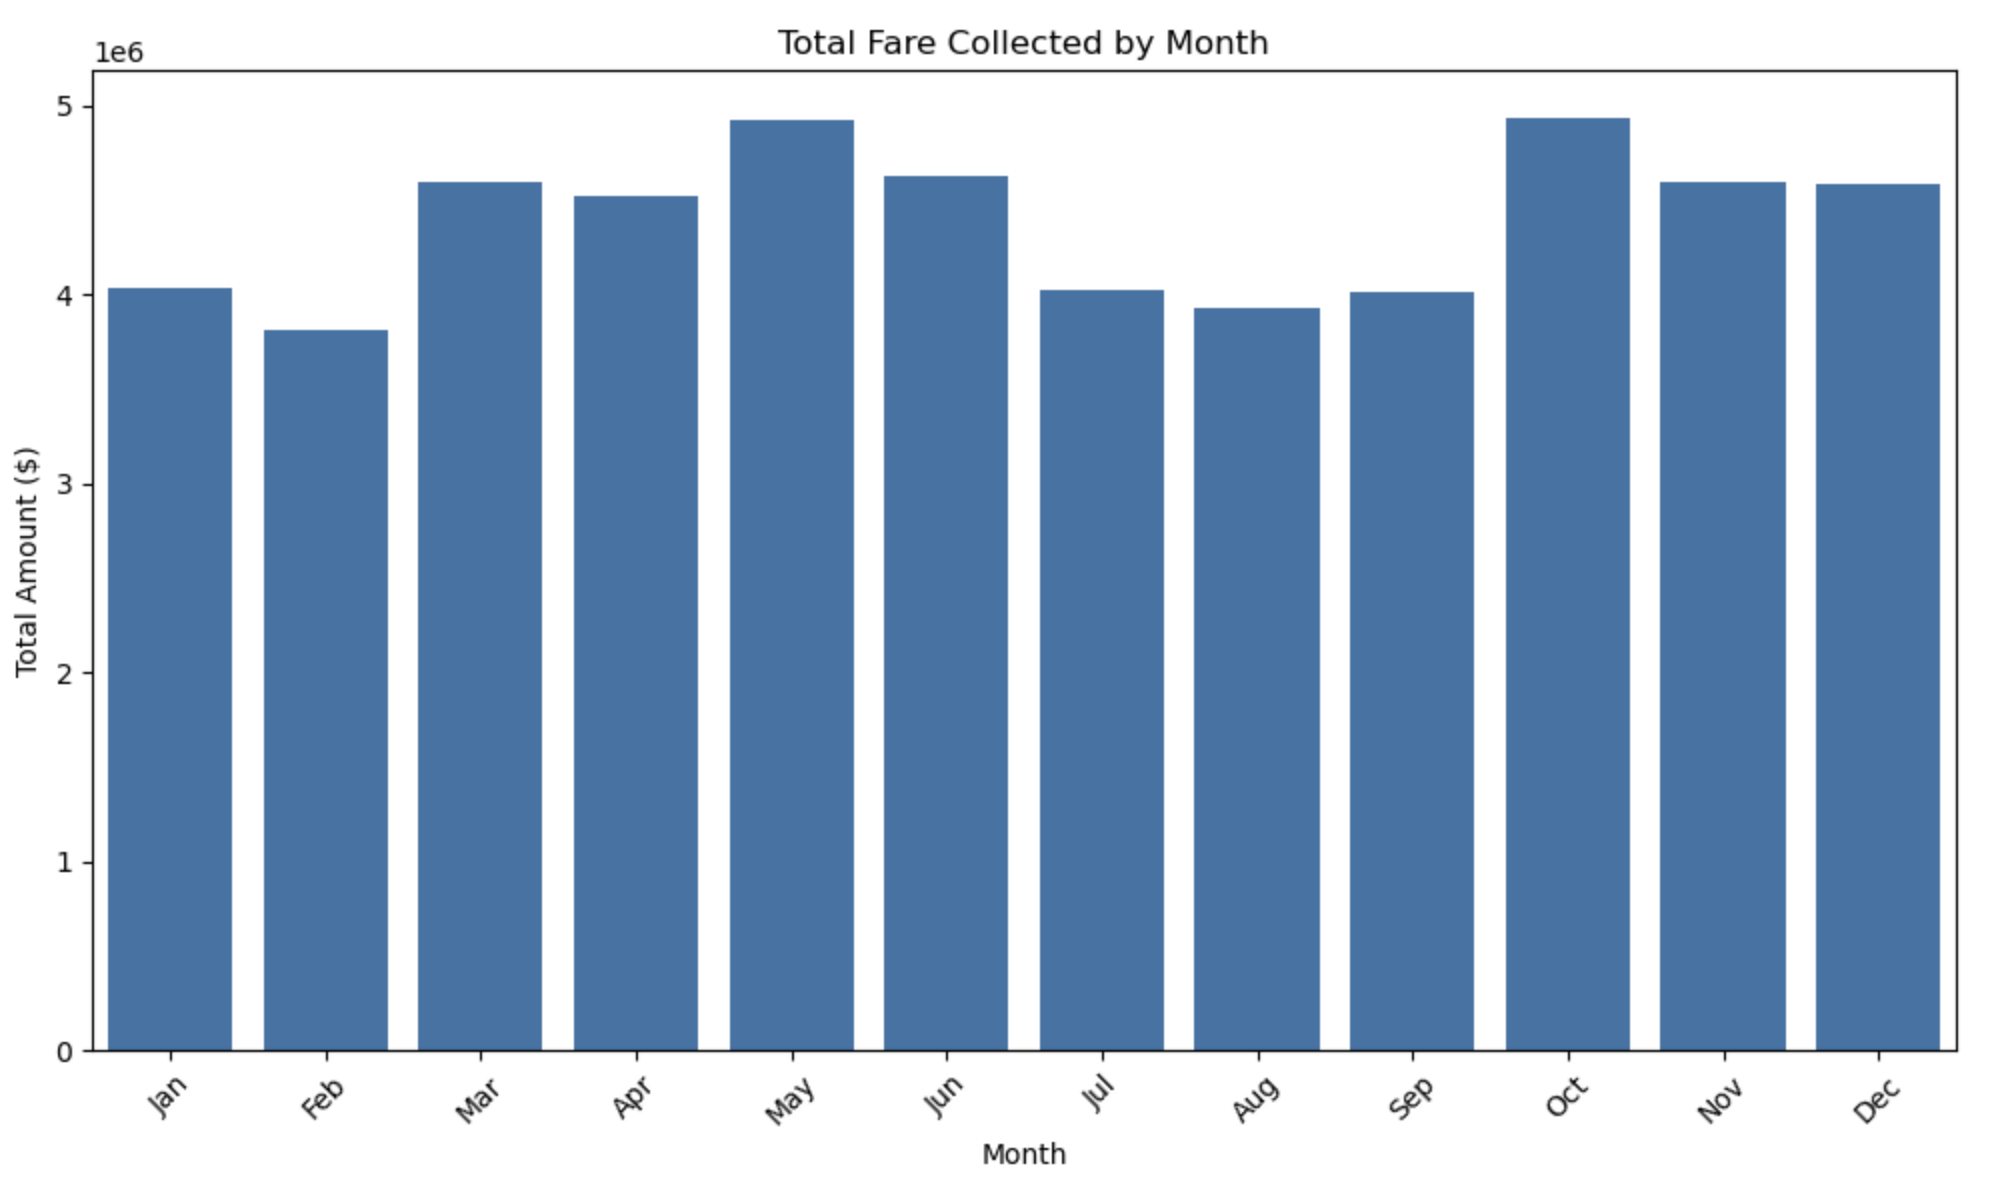 Total Fare Collected by Month
1e6
5
4
3
2
1
0
Total Amount ($)
Jan Feb Mar Apr May Jun Jul Aug Sep Oct Nov Dec
Month